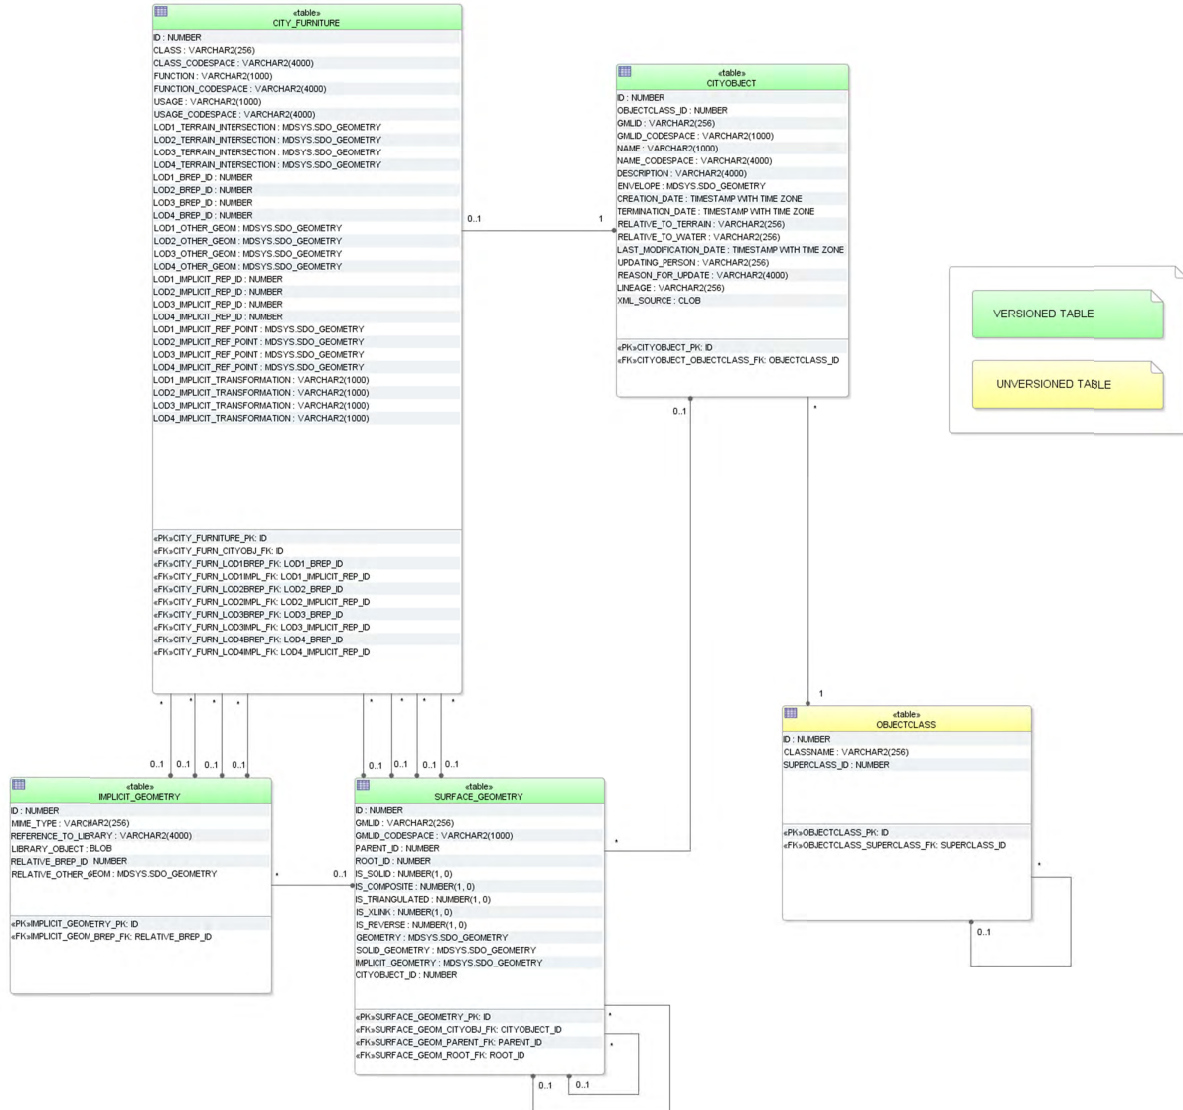 «table»
CITY_FURNITURE
ID : NUMBER
CLASS : VARCHAR2(256)
CLASS_CODESPACE : VARCHAR2(4000)
FUNCTION : VARCHAR2(1000)
FUNCTION_CODESPACE : VARCHAR2(4000)
USAGE : VARCHAR2(1000)
USAGE_CODESPACE : VARCHAR2(4000)
LOD1_TERRAIN_INTERSECTION : MDSYS.SDO_GEOMETRY
LOD2_TERRAIN_INTERSECTION : MDSYS.SDO_GEOMETRY
LOD3_TERRAIN_INTERSECTION : MDSYS.SDO_GEOMETRY
LOD4_TERRAIN_INTERSECTION : MDSYS.SDO_GEOMETRY
LOD1_BREP_ID : NUMBER
LOD2_BREP_ID : NUMBER
LOD3_BREP_ID : NUMBER
LOD4_BREP_ID : NUMBER
LOD1_OTHER_GEOM : MDSYS.SDO_GEOMETRY
LOD2_OTHER_GEOM : MDSYS.SDO_GEOMETRY
LOD3_OTHER_GEOM : MDSYS.SDO_GEOMETRY
LOD4_OTHER_GEOM : MDSYS.SDO_GEOMETRY
LOD1_IMPLICIT_REP_ID : NUMBER
LOD2_IMPLICIT_REP_ID : NUMBER
LOD3_IMPLICIT_REP_ID : NUMBER
LOD4_IMPLICIT_REP_ID : NUMBER
LOD1_IMPLICIT_REF_POINT : MDSYS.SDO_GEOMETRY
LOD2_IMPLICIT_REF_POINT : MDSYS.SDO_GEOMETRY
LOD3_IMPLICIT_REF_POINT : MDSYS.SDO_GEOMETRY
LOD4_IMPLICIT_REF_POINT : MDSYS.SDO_GEOMETRY
LOD1_IMPLICIT_TRANSFORMATION : VARCHAR2(1000)
LOD2_IMPLICIT_TRANSFORMATION : VARCHAR2(1000)
LOD3_IMPLICIT_TRANSFORMATION : VARCHAR2(1000)
LOD4_IMPLICIT_TRANSFORMATION : VARCHAR2(1000)
«PK»CITY_FURNITURE_PK: ID
«FK»CITY_FURN_CITYOBJ_FK: ID
«FK»CITY_FURN_LOD1BREP_FK: LOD1_BREP_ID
«FK»CITY_FURN_LOD1IMPL_FK: LOD1_IMPLICIT_REP_ID
«FK»CITY_FURN_LOD2BREP_FK: LOD2_BREP_ID
«FK»CITY_FURN_LOD2IMPL_FK: LOD2_IMPLICIT_REP_ID
«FK»CITY_FURN_LOD3BREP_FK: LOD3_BREP_ID
«FK»CITY_FURN_LOD3IMPL_FK: LOD3_IMPLICIT_REP_ID
«FK»CITY_FURN_LOD4BREP_FK: LOD4_BREP_ID
«FK»CITY_FURN_LOD4IMPL_FK: LOD4_IMPLICIT_REP_ID
0..1 1
«table»
CITYOBJECT
ID : NUMBER
OBJECTCLASS_ID : NUMBER
GMLID : VARCHAR2(256)
GMLID_CODESPACE : VARCHAR2(1000)
NAME : VARCHAR2(1000)
NAME_CODESPACE : VARCHAR2(4000)
DESCRIPTION : VARCHAR2(4000)
ENVELOPE : MDSYS.SDO_GEOMETRY
CREATION_DATE : TIMESTAMP WITH TIME ZONE
TERMINATION_DATE : TIMESTAMP WITH TIME ZONE
RELATIVE_TO_TERRAIN : VARCHAR2(256)
RELATIVE_TO_WATER : VARCHAR2(256)
LAST_MODFICATION_DATE : TIMESTAMP WITH TIME ZONE
UPDATING_PERSON : VARCHAR2(256)
REASON_FOR_UPDATE : VARCHAR2(4000)
LINEAGE : VARCHAR2(256)
XML_SOURCE : CLOB
«PK»CITYOBJECT_PK: ID
«FK»CITYOBJECT_OBJECTCLASS_FK: OBJECTCLASS_ID
0..1 *
VERSIONED TABLE
UNVERSIONED TABLE
* * * * * * * *
0..1 0..1 0..1 0..1 0..1 0..1 0..1 0..1
1
«table»
IMPLICIT_GEOMETRY
ID : NUMBER
MIME_TYPE : VARCHAR2(256)
REFERENCE_TO_LIBRARY : VARCHAR2(4000)
LIBRARY_OBJECT : BLOB
RELATIVE_BREP_ID NUMBER
RELATIVE_OTHER_GEOM : MDSYS.SDO_GEOMETRY
«PK»IMPLICIT_GEOMETRY_PK: ID
«FK»IMPLICIT_GEOM_BREP_FK: RELATIVE_BREP_ID
* 0..1
«table»
SURFACE_GEOMETRY
ID : NUMBER
GMLID : VARCHAR2(256)
GMLID_CODESPACE : VARCHAR2(1000)
PARENT_ID : NUMBER
ROOT_ID : NUMBER
IS_SOLID : NUMBER(1, 0)
IS_COMPOSITE : NUMBER(1, 0)
IS_TRIANGULATED : NUMBER(1, 0)
IS_XLINK : NUMBER(1, 0)
IS_REVERSE : NUMBER(1, 0)
GEOMETRY : MDSYS.SDO_GEOMETRY
SOLID_GEOMETRY : MDSYS.SDO_GEOMETRY
IMPLICIT_GEOMETRY : MDSYS.SDO_GEOMETRY
CITYOBJECT_ID : NUMBER
«PK»SURFACE_GEOMETRY_PK: ID
«FK»SURFACE_GEOM_CITYOBJ_FK: CITYOBJECT_ID
«FK»SURFACE_GEOM_PARENT_FK: PARENT_ID
«FK»SURFACE_GEOM_ROOT_FK: ROOT_ID
*
*
*
0..1 0..1
«table»
OBJECTCLASS
ID : NUMBER
CLASSNAME : VARCHAR2(256)
SUPERCLASS_ID : NUMBER
«PK»OBJECTCLASS_PK: ID
«FK»OBJECTCLASS_SUPERCLASS_FK: SUPERCLASS_ID
*
0..1